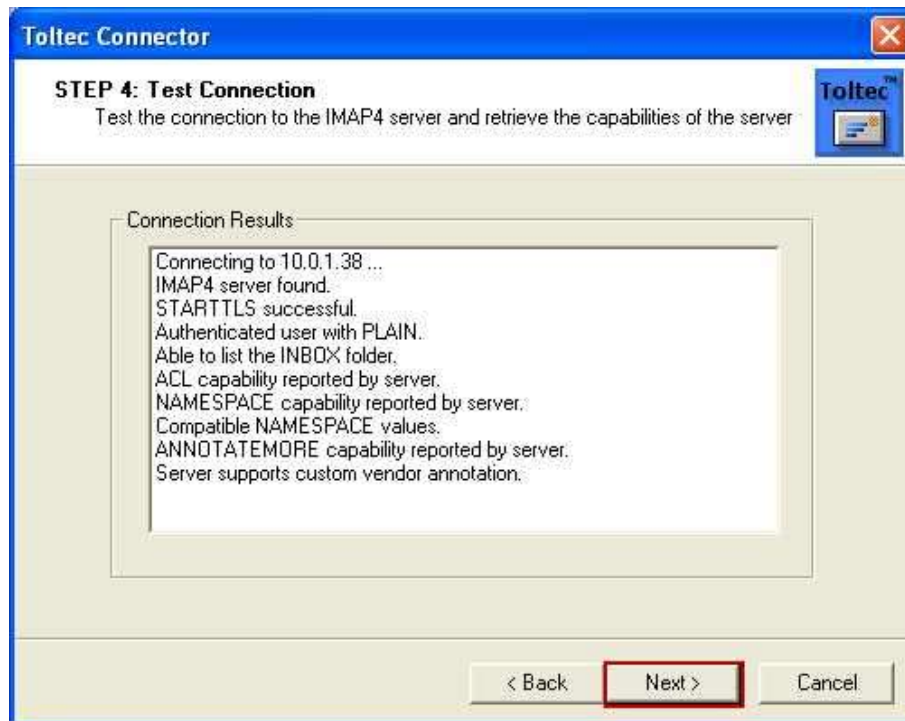 Toltec Connector
STEP 4: Test Connection
Test the connection to the IMAP4 server and retrieve the capabilities of the server
Toltec™
Connection Results
Connecting to 10.0.1.38 ...
IMAP4 server found.
STARTTLS successful.
Authenticated user with PLAIN.
Able to list the INBOX folder.
ACL capability reported by server.
NAMESPACE capability reported by server.
Compatible NAMESPACE values.
ANNOTATEMORE capability reported by server.
Server supports custom vendor annotation.
< Back
Next >
Cancel